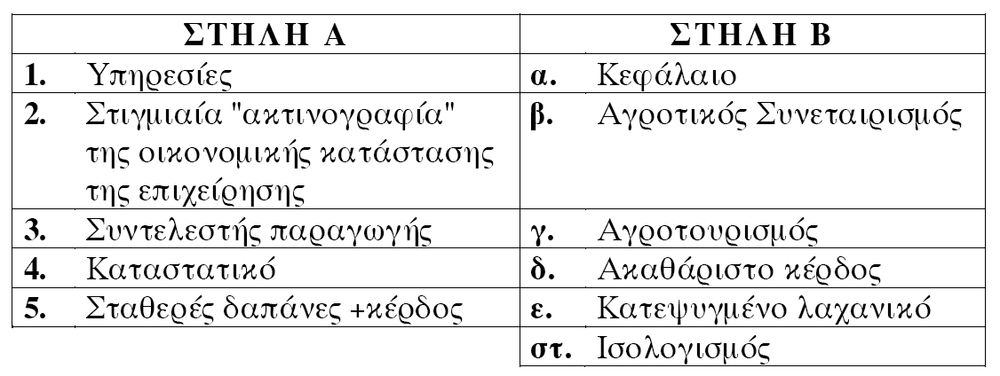 ΣΤΗΛΗ Α ΣΤΗΛΗ Β
1. Υπηρεσίες α. Κεφάλαιο
2. Στιγμιαία "ακτινογραφία" β. Αγροτικός Συνεταιρισμός
της οικονομικής κατάστασης
της επιχείρησης
3. Συντελεστής παραγωγής γ. Αγροτουρισμός
4. Καταστατικό δ. Ακαθάριστο κέρδος
5. Σταθερές δαπάνες +κέρδος ε. Κατεψυγμένο λαχανικό
στ. Ισολογισμός